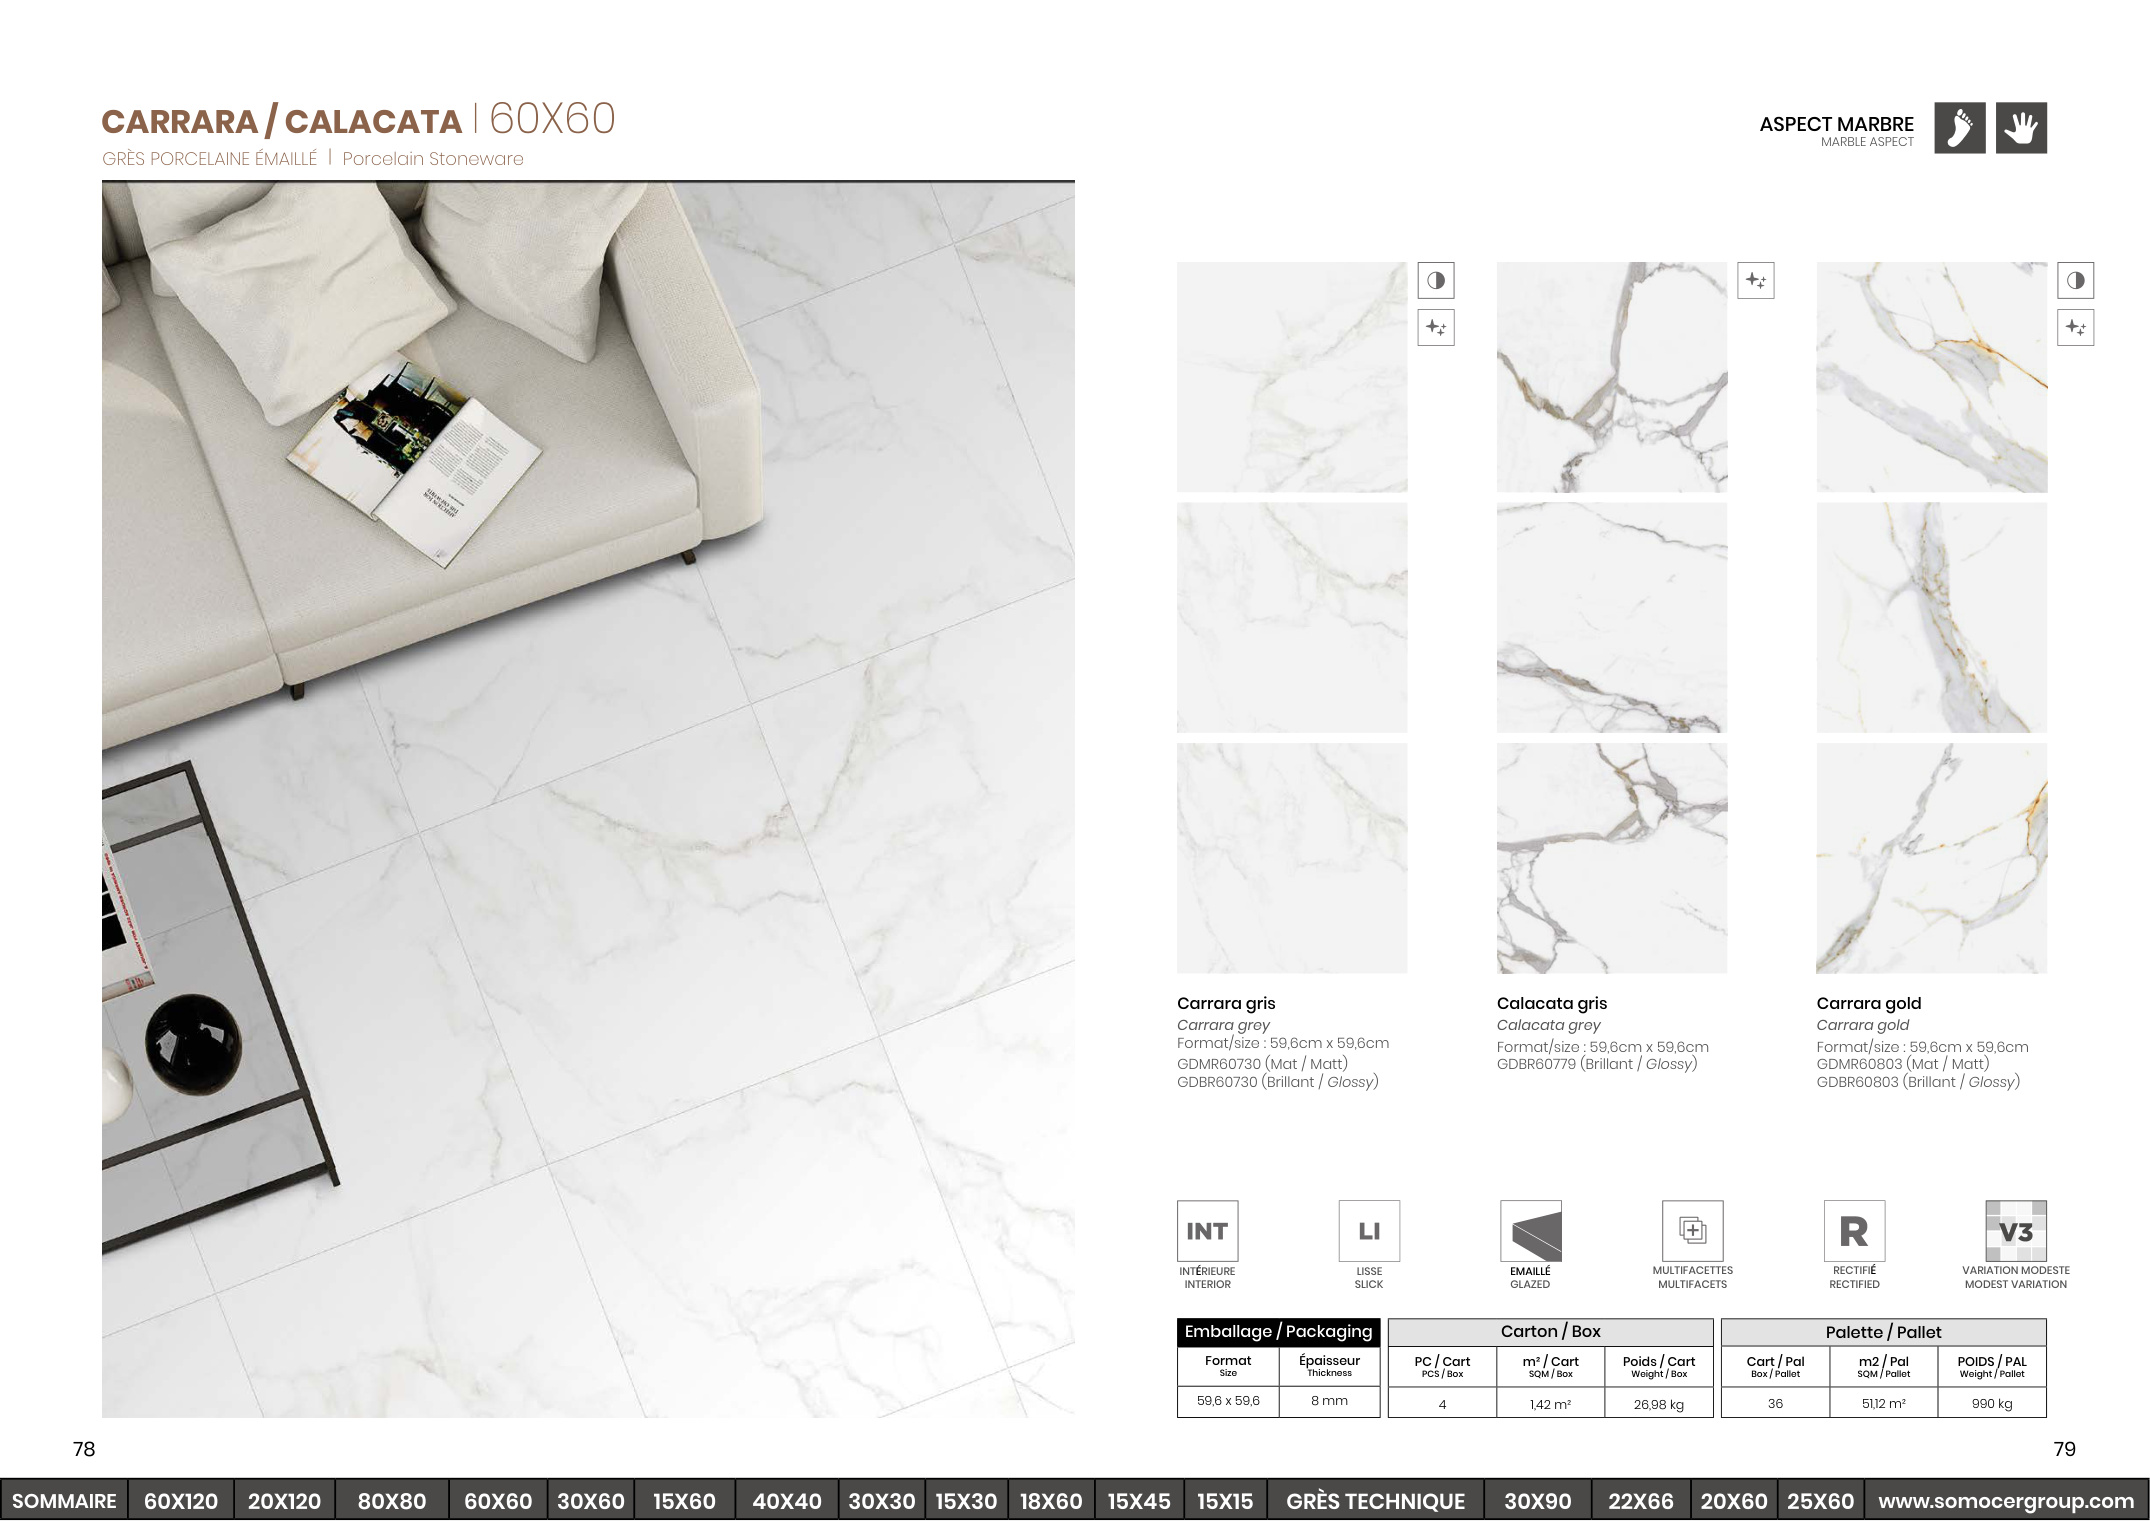 CARRARA / CALACATA | 60X60
GRÈS PORCELAINE ÉMAILLÉ | Porcelain Stoneware
ASPECT MARBRE
MARBLE ASPECT
Carrara gris
Carrara grey
Format/size : 59,6cm x 59,6cm
GDMR60730 (Mat / Matt)
GDBR60730 (Brillant / Glossy)
Calacata gris
Calacata grey
Format/size : 59,6cm x 59,6cm
GDBR60779 (Brillant / Glossy)
Carrara gold
Carrara gold
Format/size : 59,6cm x 59,6cm
GDMR60803 (Mat / Matt)
GDBR60803 (Brillant / Glossy)
INT
INTÉRIEURE
INTERIOR
LI
LISSE
SLICK
EMAILLÉ
GLAZED
MULTIFACETTES
MULTIFACETS
R
RECTIFIÉ
RECTIFIED
V3
VARIATION MODESTE
MODEST VARIATION
Emballage / Packaging
Format
Size
Épaisseur
Thickness
59,6 x 59,6
8 mm
Carton / Box
PC / Cart
PCS / Box
m² / Cart
SQM / Box
Poids / Cart
Weight / Box
4
1,42 m²
26,98 kg
Palette / Pallet
Cart / Pal
Box / Pallet
m2 / Pal
SQM / Pallet
POIDS / PAL
Weight / Pallet
36
51,12 m²
990 kg
78
79
SOMMAIRE 60X120 20X120 80X80 60X60 30X60 15X60 40X40 30X30 15X30 18X60 15X45 15X15 GRÈS TECHNIQUE 30X90 22X66 20X60 25X60 www.somocergroup.com